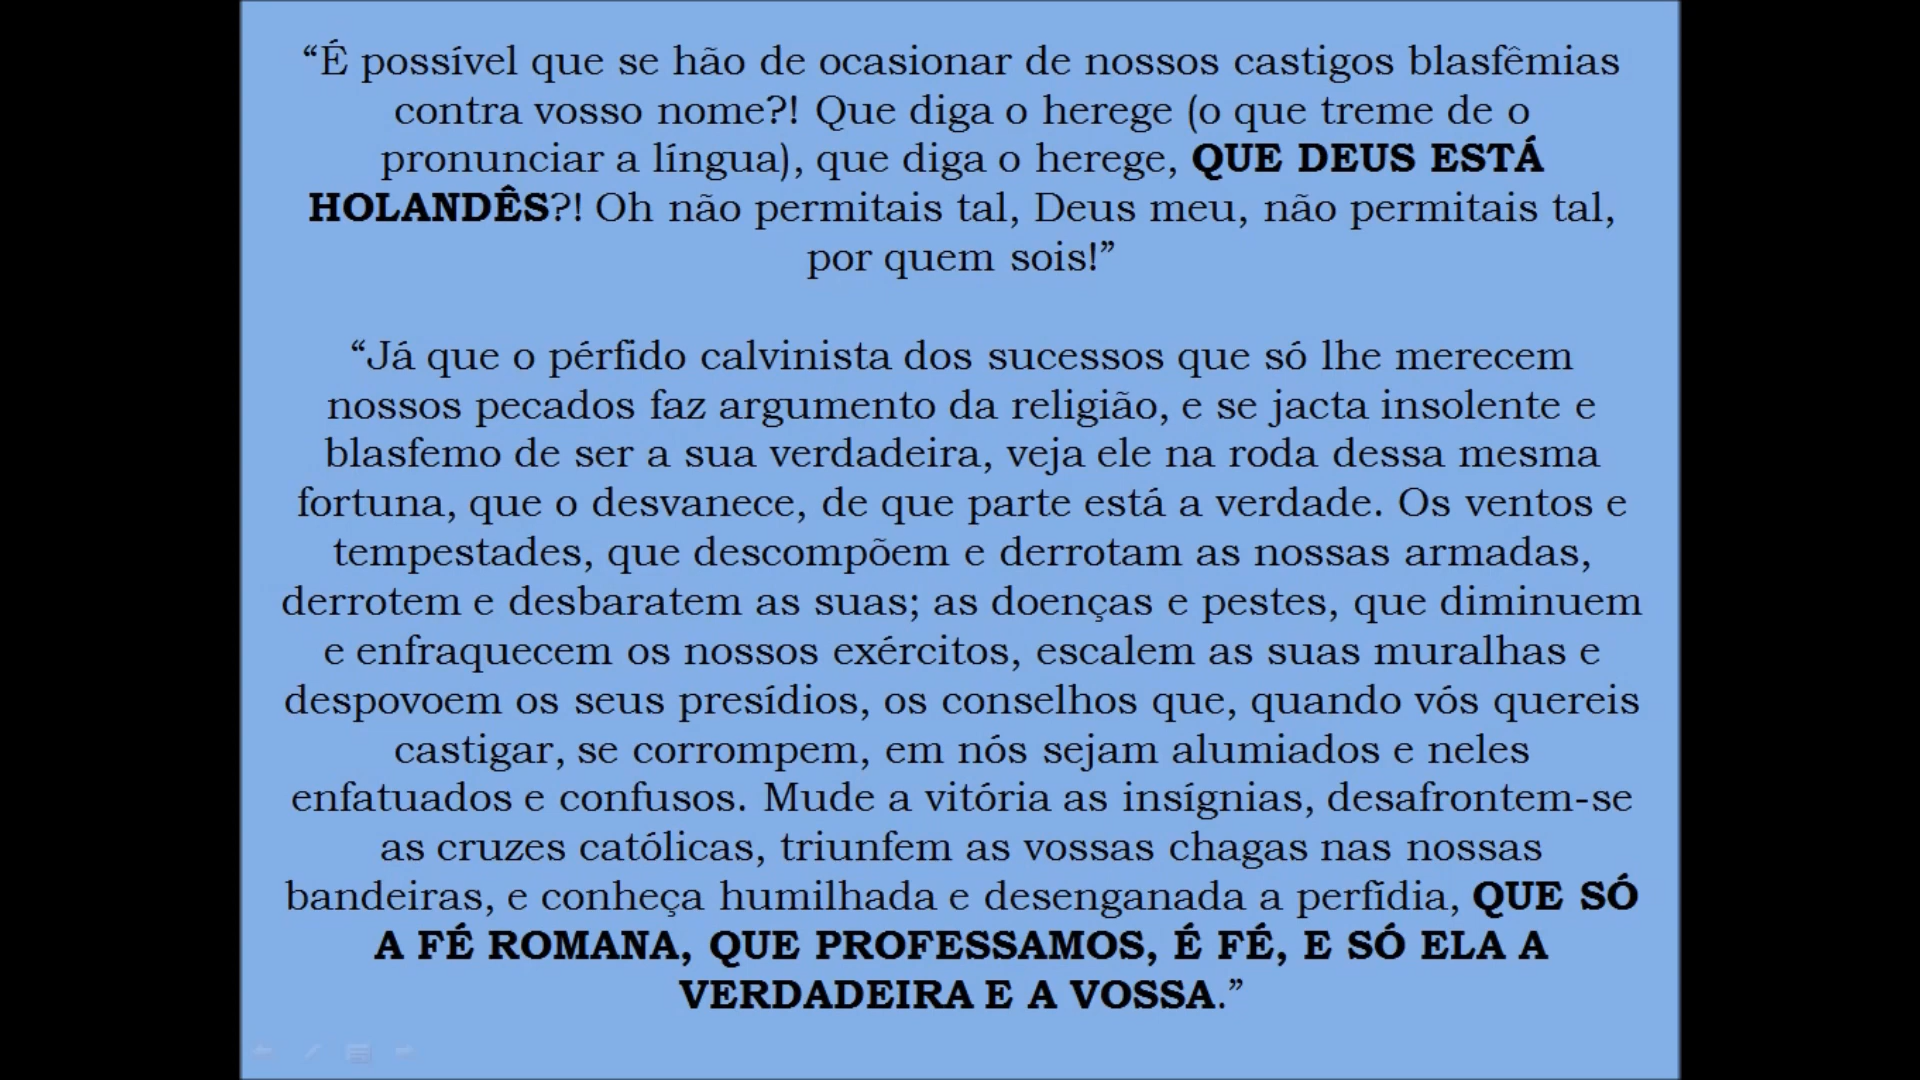 “É possível que se hão de ocasionar de nossos castigos blasfêmias
contra vosso nome?! Que diga o herege (o que treme de o
pronunciar a língua), que diga o herege, QUE DEUS ESTÁ
HOLANDÊS?! Oh não permitais tal, Deus meu, não permitais tal,
por quem sois!”
“Já que o pérfido calvinista dos sucessos que só lhe merecem
nossos pecados faz argumento da religião, e se jacta insolente e
blasfemo de ser a sua verdadeira, veja ele na roda dessa mesma
fortuna, que o desvanece, de que parte está a verdade. Os ventos e
tempestades, que descompõem e derrotam as nossas armadas,
derrotem e desbaratem as suas; as doenças e pestes, que diminuem
e enfraquecem os nossos exércitos, escalem as suas muralhas e
despovoem os seus presídios, os conselhos que, quando vós quereis
castigar, se corrompem, em nós sejam alumiados e neles
enfatuados e confusos. Mude a vitória as insígnias, desafrontem-se
as cruzes católicas, triunfem as vossas chagas nas nossas
bandeiras, e conheça humilhada e desenganada a perfídia, QUE SÓ
A FÉ ROMANA, QUE PROFESSAMOS, É FÉ, E SÓ ELA A
VERDADEIRA E A VOSSA.”